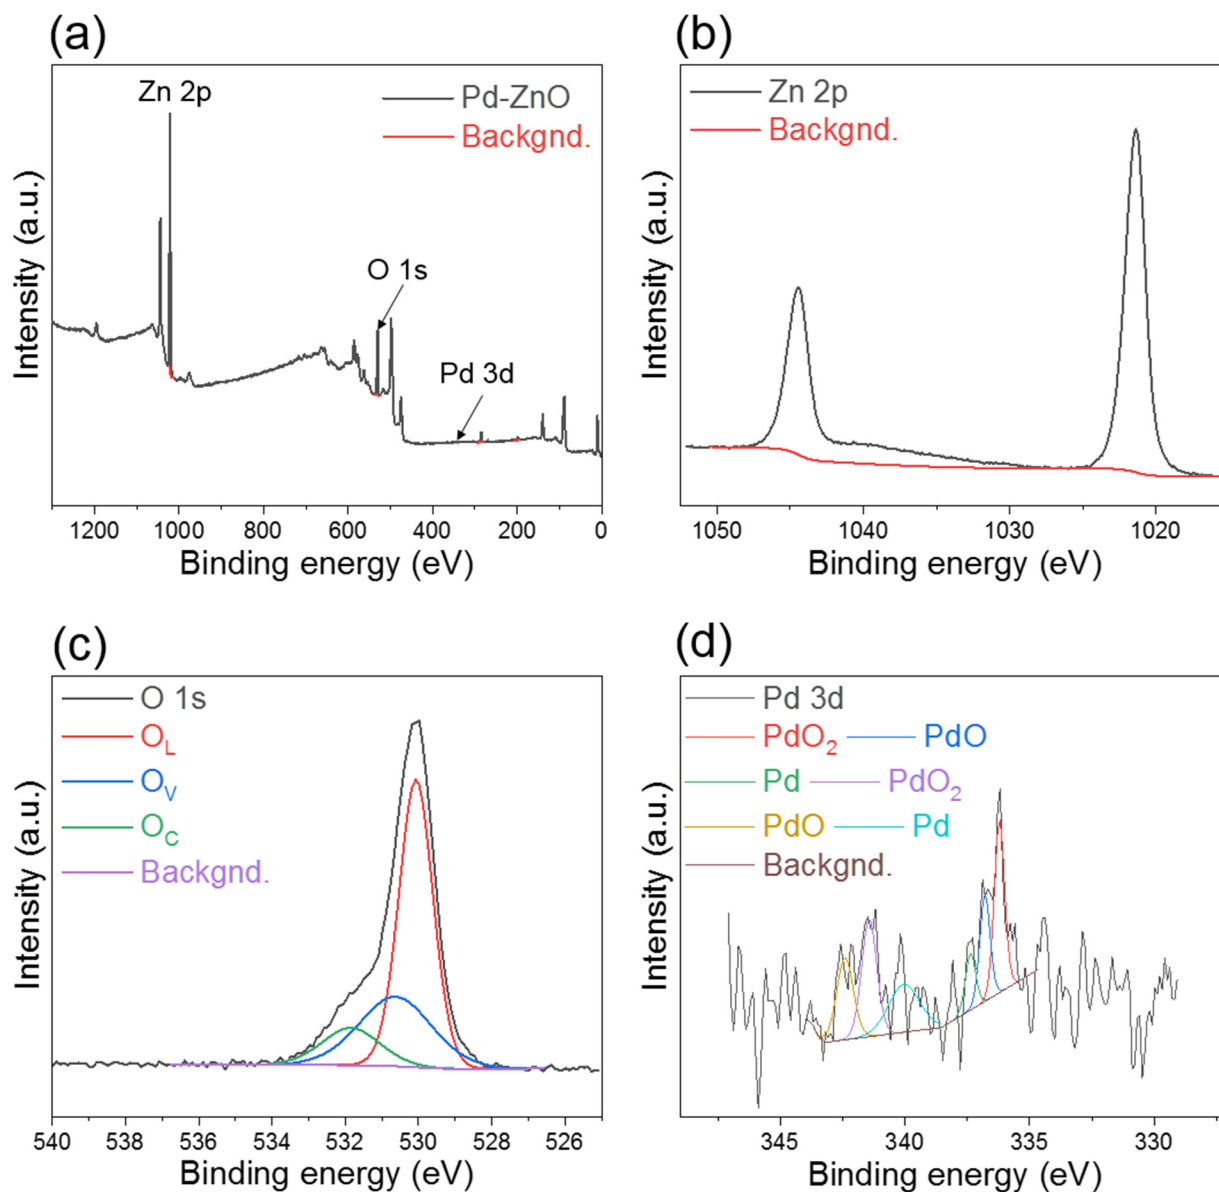 (a)
Zn 2p
Pd-ZnO
Backgnd.
O 1s
Pd 3d
Intensity (a.u.)
1200 1000 800 600 400 200 0
Binding energy (eV)
(b)
Zn 2p
Backgnd.
Intensity (a.u.)
1050 1040 1030 1020
Binding energy (eV)
(c)
O 1s
O_L
O_V
O_C
Backgnd.
Intensity (a.u.)
540 538 536 534 532 530 528 526
Binding energy (eV)
(d)
Pd 3d
PdO₂ PdO
Pd PdO₂
PdO Pd
Backgnd.
Intensity (a.u.)
345 340 335 330
Binding energy (eV)